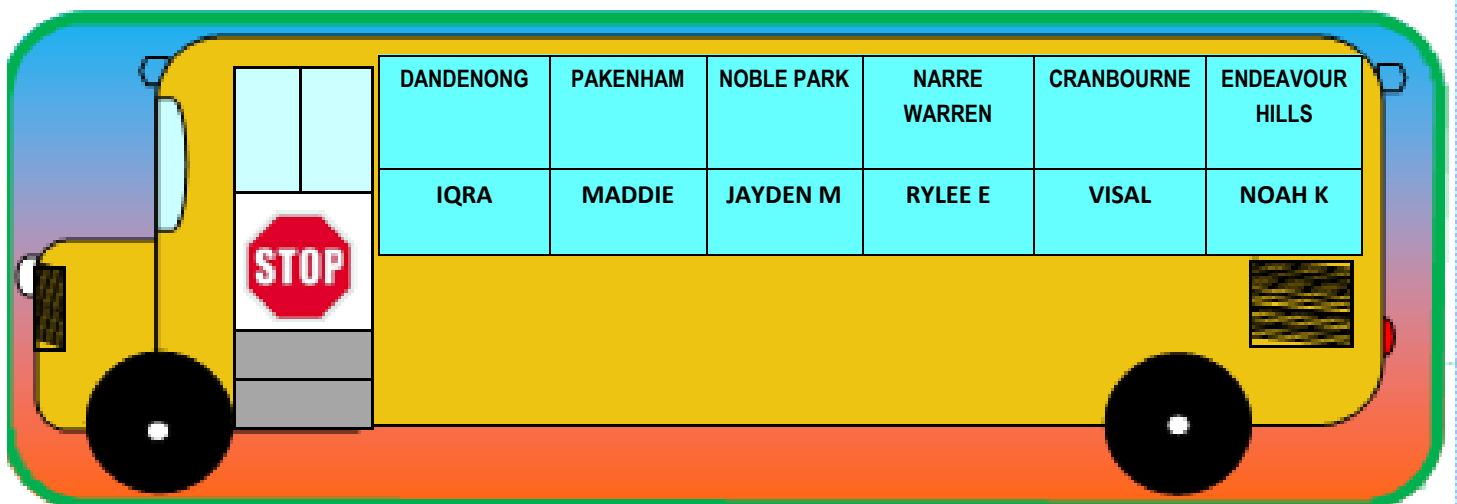 DANDENONG PAKENHAM NOBLE PARK NARRE WARREN CRANBOURNE ENDEAVOUR HILLS
IQRA MADDIE JAYDEN M RYLEE E VISAL NOAH K
STOP